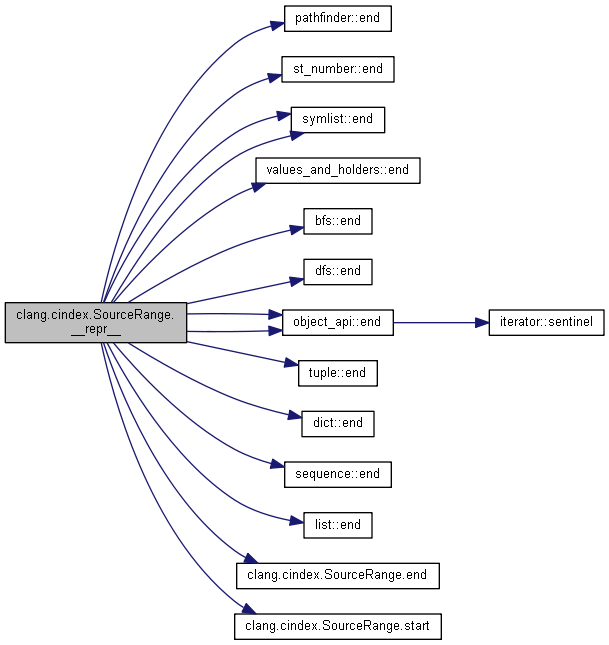 pathfinder::end
st_number::end
symlist::end
values_and_holders::end
bfs::end
dfs::end
clang.cindex.SourceRange.
__repr__
object_api::end
iterator::sentinel
tuple::end
dict::end
sequence::end
list::end
clang.cindex.SourceRange.end
clang.cindex.SourceRange.start